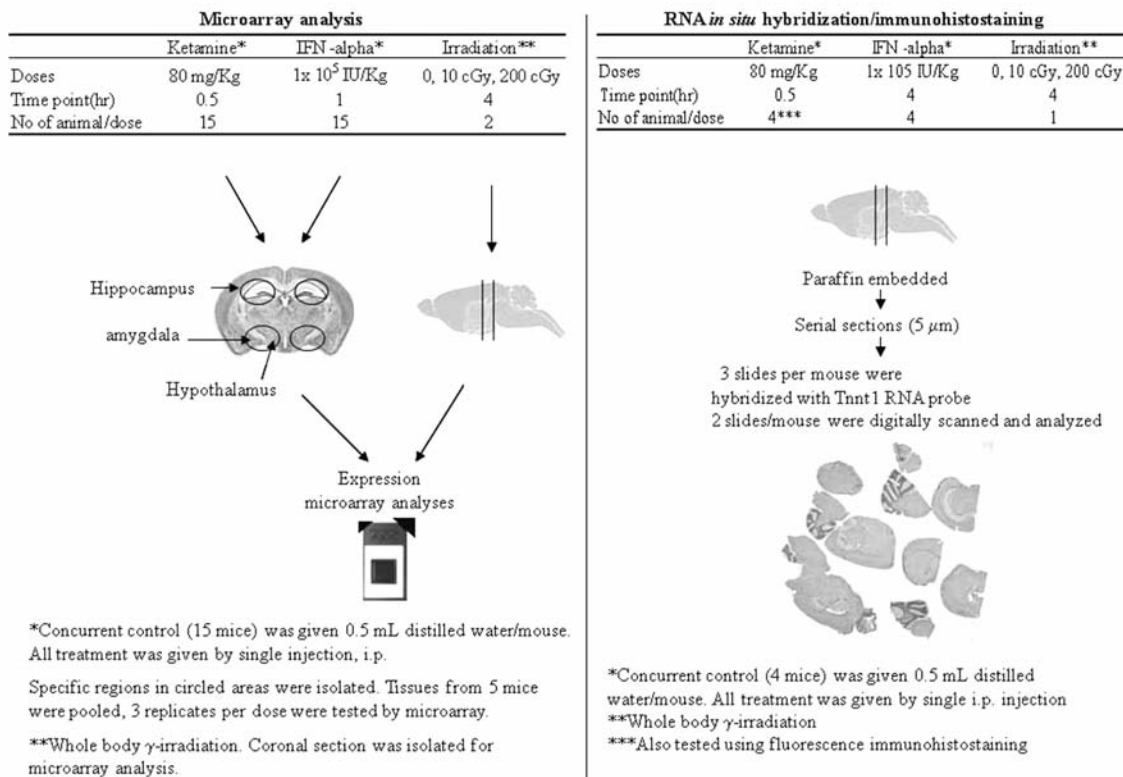 Microarray analysis
Ketamine* IFN -alpha* Irradiation**
Doses 80 mg/Kg 1x 10⁵ IU/Kg 0, 10 cGy, 200 cGy
Time point(hr) 0.5 1 4
No of animal/dose 15 15 2
Hippocampus
amygdala
Hypothalamus
Expression
microarray analyses
*Concurrent control (15 mice) was given 0.5 mL distilled water/mouse.
All treatment was given by single injection, i.p.
Specific regions in circled areas were isolated. Tissues from 5 mice
were pooled, 3 replicates per dose were tested by microarray.
**Whole body γ-irradiation. Coronal section was isolated for
microarray analysis.
RNA in situ hybridization/immunohistostaining
Ketamine* IFN -alpha* Irradiation**
Doses 80 mg/Kg 1x 105 IU/Kg 0, 10 cGy, 200 cGy
Time point(hr) 0.5 4 4
No of animal/dose 4*** 4 1
Paraffin embedded
Serial sections (5 μm)
3 slides per mouse were
hybridized with Tnnt1 RNA probe
2 slides/mouse were digitally scanned and analyzed
*Concurrent control (4 mice) was given 0.5 mL distilled
water/mouse. All treatment was given by single i.p. injection
**Whole body γ-irradiation
***Also tested using fluorescence immunohistostaining